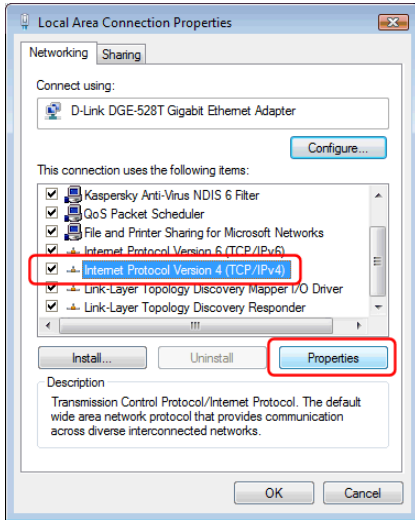 Local Area Connection Properties
Networking Sharing
Connect using:
D-Link DGE-528T Gigabit Ethernet Adapter
Configure...
This connection uses the following items:
Kaspersky Anti-Virus NDIS 6 Filter
QoS Packet Scheduler
File and Printer Sharing for Microsoft Networks
Internet Protocol Version 6 (TCP/IPv6)
Internet Protocol Version 4 (TCP/IPv4)
Link-Layer Topology Discovery Mapper I/O Driver
Link-Layer Topology Discovery Responder
Install... Uninstall Properties
Description
Transmission Control Protocol/Internet Protocol. The default
wide area network protocol that provides communication
across diverse interconnected networks.
OK Cancel